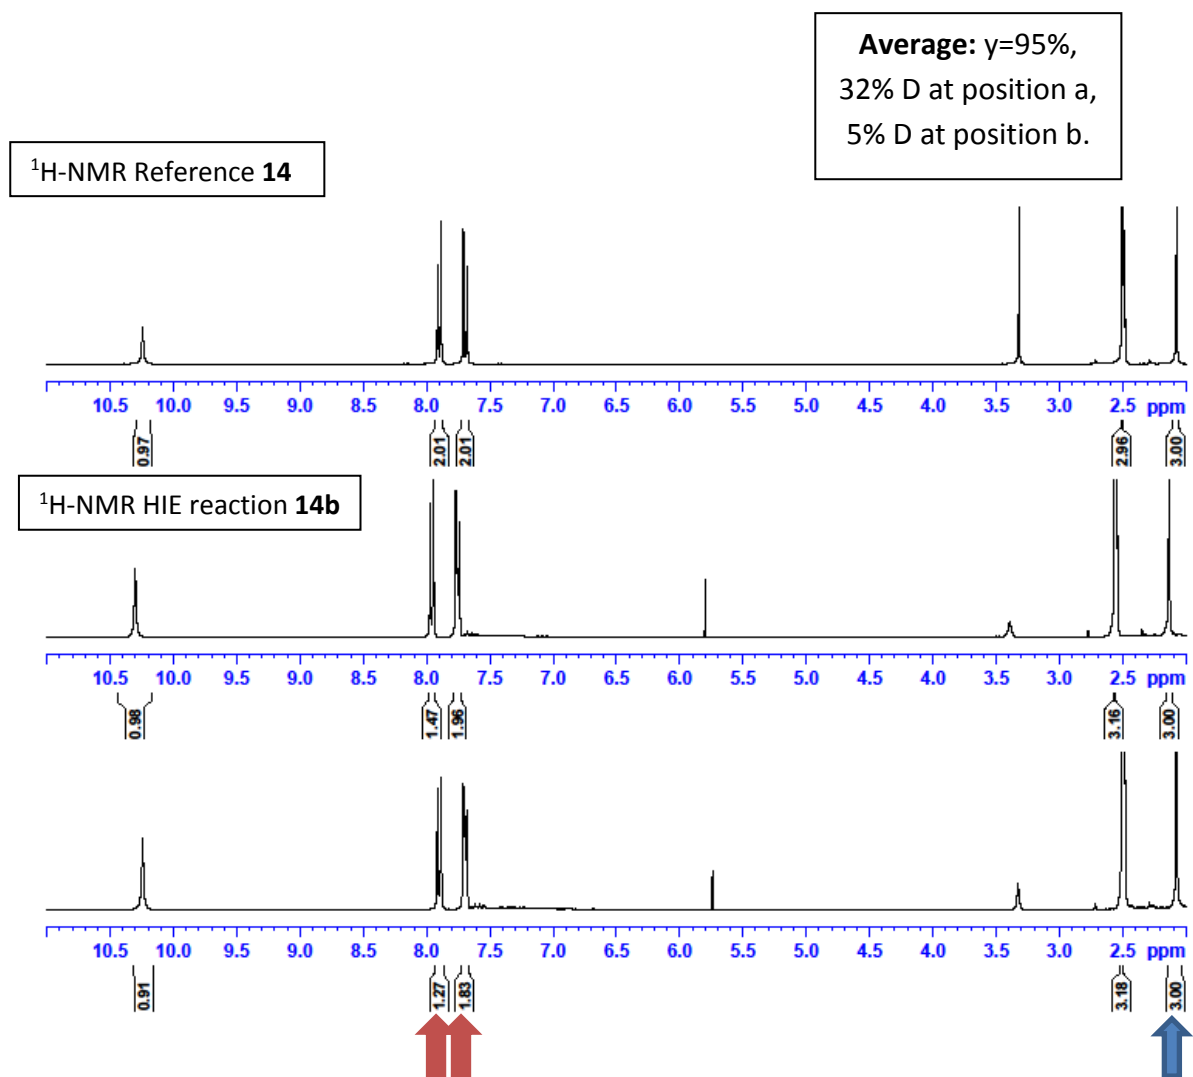 Average: y=95%,
32% D at position a,
5% D at position b.
¹H-NMR Reference 14
10.5 10.0 9.5 9.0 8.5 8.0 7.5 7.0 6.5 6.0 5.5 5.0 4.5 4.0 3.5 3.0 2.5 ppm
0.97 2.01 2.01 2.96 3.00
¹H-NMR HIE reaction 14b
10.5 10.0 9.5 9.0 8.5 8.0 7.5 7.0 6.5 6.0 5.5 5.0 4.5 4.0 3.5 3.0 2.5 ppm
0.98 1.47 1.96 3.16 3.00
10.5 10.0 9.5 9.0 8.5 8.0 7.5 7.0 6.5 6.0 5.5 5.0 4.5 4.0 3.5 3.0 2.5 ppm
0.91 1.27 1.83 3.18 3.00